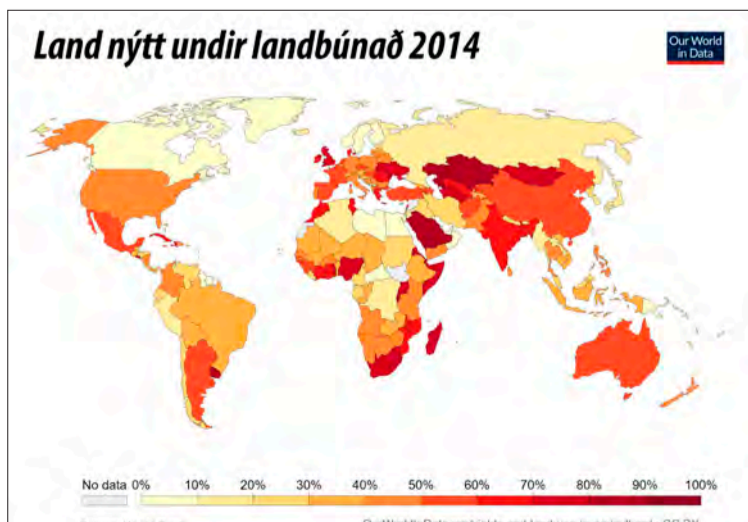 Land nýtt undir landbúnað 2014
Our World
in Data
No data 0% 10% 20% 30% 40% 50% 60% 70% 80% 90% 100%